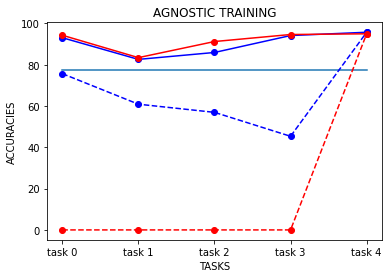 AGNOSTIC TRAINING
100
80
60
40
20
0
ACCURACIES
task 0 task 1 task 2 task 3 task 4
TASKS